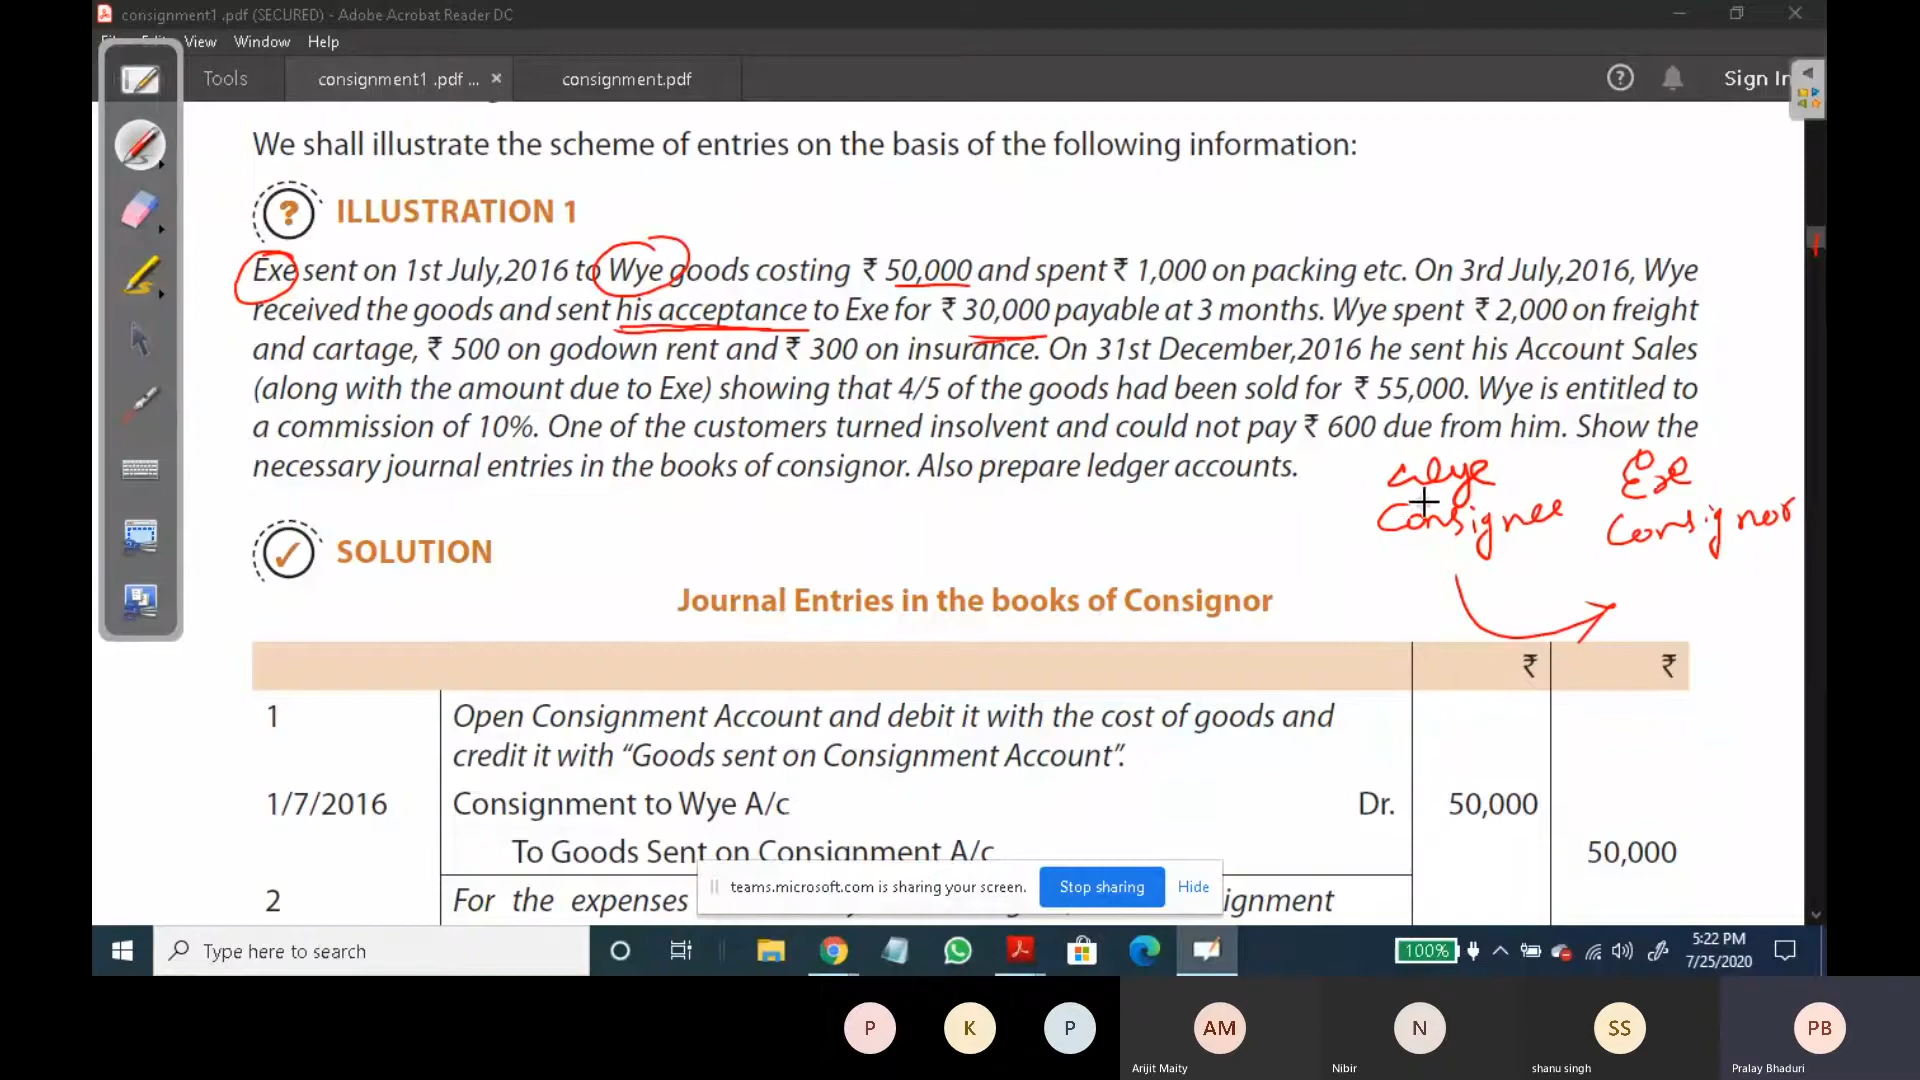 consignment1 .pdf (SECURED) - Adobe Acrobat Reader DC
View Window Help
Tools consignment1 .pdf ... × consignment.pdf Sign In
We shall illustrate the scheme of entries on the basis of the following information:
? ILLUSTRATION 1
Exe sent on 1st July,2016 to Wye goods costing ₹ 50,000 and spent ₹ 1,000 on packing etc. On 3rd July,2016, Wye
received the goods and sent his acceptance to Exe for ₹ 30,000 payable at 3 months. Wye spent ₹ 2,000 on freight
and cartage, ₹ 500 on godown rent and ₹ 300 on insurance. On 31st December,2016 he sent his Account Sales
(along with the amount due to Exe) showing that 4/5 of the goods had been sold for ₹ 55,000. Wye is entitled to
a commission of 10%. One of the customers turned insolvent and could not pay ₹ 600 due from him. Show the
necessary journal entries in the books of consignor. Also prepare ledger accounts.
Wye Exe
Consignee Consignor
SOLUTION
Journal Entries in the books of Consignor
₹ ₹
1 Open Consignment Account and debit it with the cost of goods and
credit it with “Goods sent on Consignment Account”.
1/7/2016 Consignment to Wye A/c Dr. 50,000
To Goods Sent on Consignment A/c 50,000
teams.microsoft.com is sharing your screen. Stop sharing Hide
2 For the expenses
Type here to search 100% 5:22 PM
7/25/2020
P K P AM N SS PB
Arijit Maity Nibir shanu singh Pralay Bhaduri